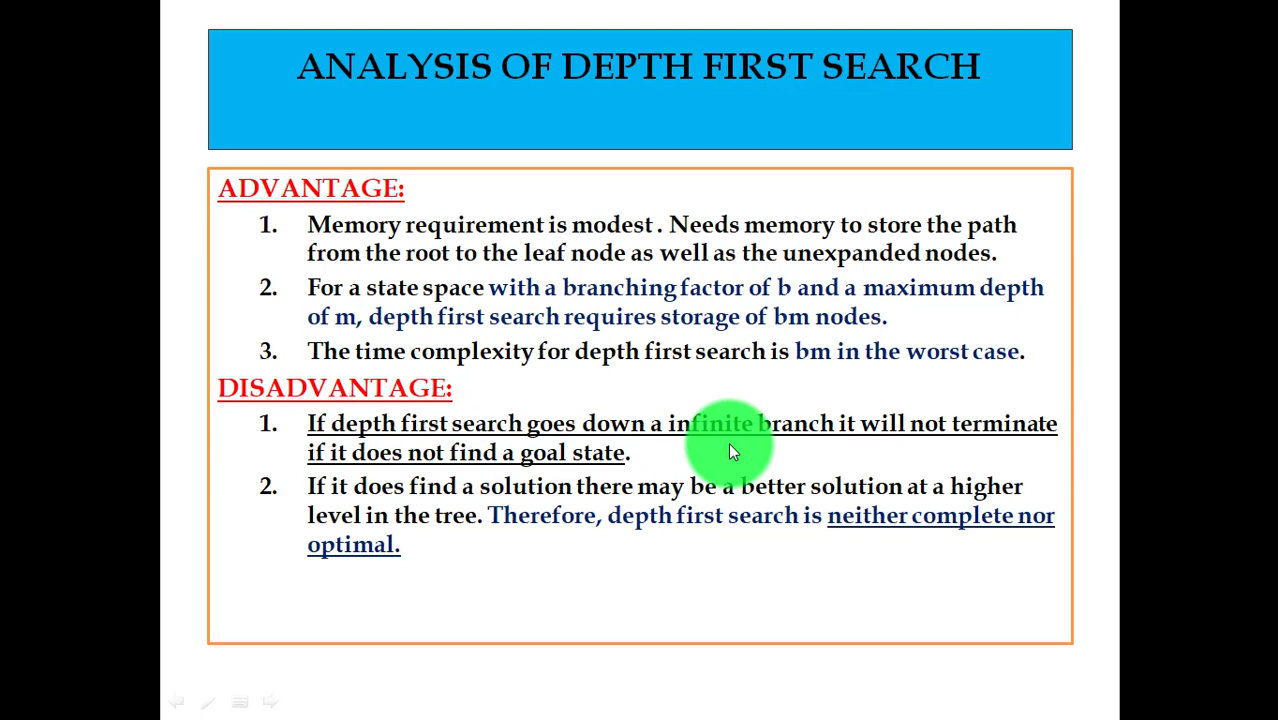 ANALYSIS OF DEPTH FIRST SEARCH
ADVANTAGE:
1. Memory requirement is modest . Needs memory to store the path
from the root to the leaf node as well as the unexpanded nodes.
2. For a state space with a branching factor of b and a maximum depth
of m, depth first search requires storage of bm nodes.
3. The time complexity for depth first search is bm in the worst case.
DISADVANTAGE:
1. If depth first search goes down a infinite branch it will not terminate
if it does not find a goal state.
2. If it does find a solution there may be a better solution at a higher
level in the tree. Therefore, depth first search is neither complete nor
optimal.